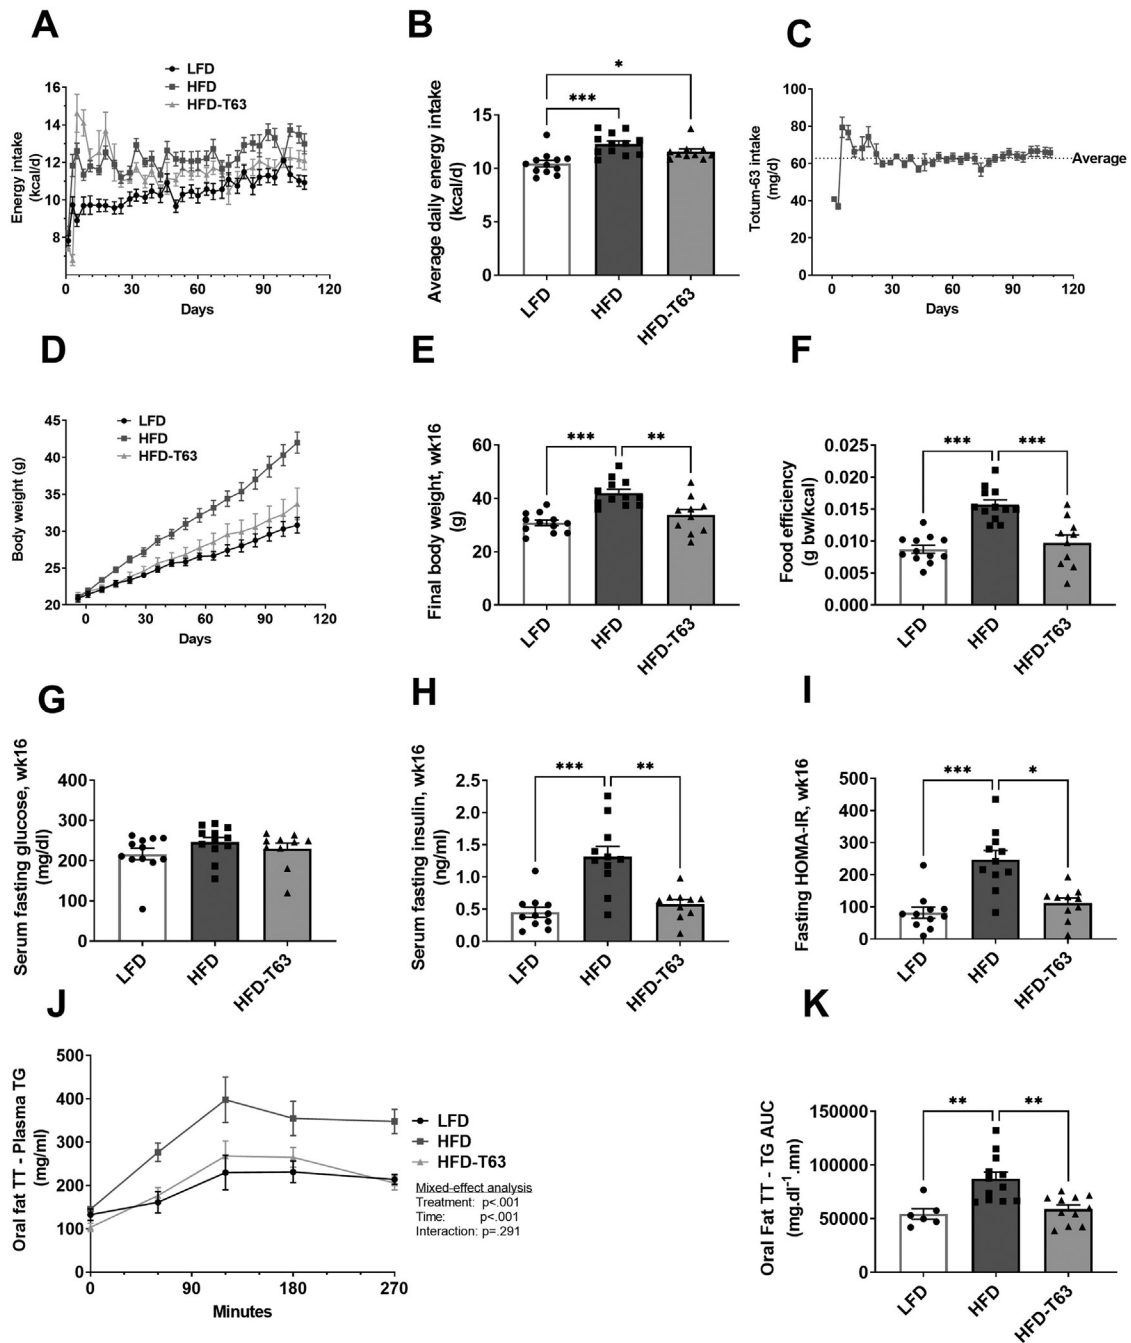 A
LFD
HFD
HFD-T63
Energy intake
(kcal/d)
16
14
12
10
8
0
30
60
90
120
Days
B
*
***
Average daily energy intake
(kcal/d)
15
10
5
0
LFD
HFD
HFD-T63
C
Totum-63 intake
(mg/d)
100
80
60
40
20
0
Average
0
30
60
90
120
Days
D
LFD
HFD
HFD-T63
Body weight (g)
45
40
35
30
25
20
0
30
60
90
120
Days
E
***
**
Final body weight, wk16
(g)
60
40
20
0
LFD
HFD
HFD-T63
F
***
***
Food efficiency
(g bw/kcal)
0.025
0.020
0.015
0.010
0.005
0.000
LFD
HFD
HFD-T63
G
Serum fasting glucose, wk16
(mg/dl)
400
300
200
100
0
LFD
HFD
HFD-T63
H
***
**
Serum fasting insulin, wk16
(ng/ml)
2.5
2.0
1.5
1.0
0.5
0.0
LFD
HFD
HFD-T63
I
***
*
Fasting HOMA-IR, wk16
500
400
300
200
100
0
LFD
HFD
HFD-T63
J
Oral fat TT - Plasma TG
(mg/ml)
500
400
300
200
100
0
0
90
180
270
Minutes
LFD
HFD
HFD-T63
Mixed-effect analysis
Treatment: p<.001
Time: p<.001
Interaction: p=.291
K
**
**
Oral Fat TT - TG AUC
(mg.dl-1.mn)
150000
100000
50000
0
LFD
HFD
HFD-T63